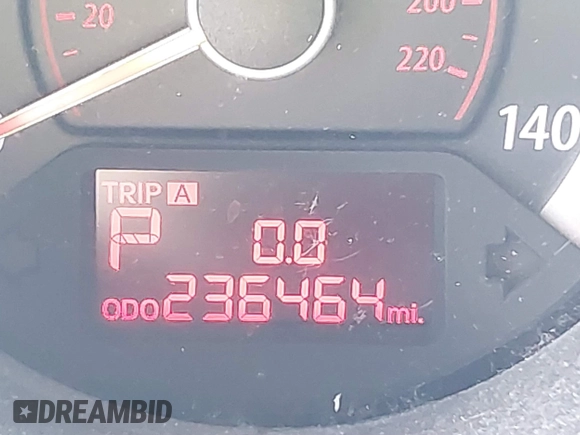 20
200
220
140
TRIP A
P 0.0
ODO 236464 mi.
DREAMBID